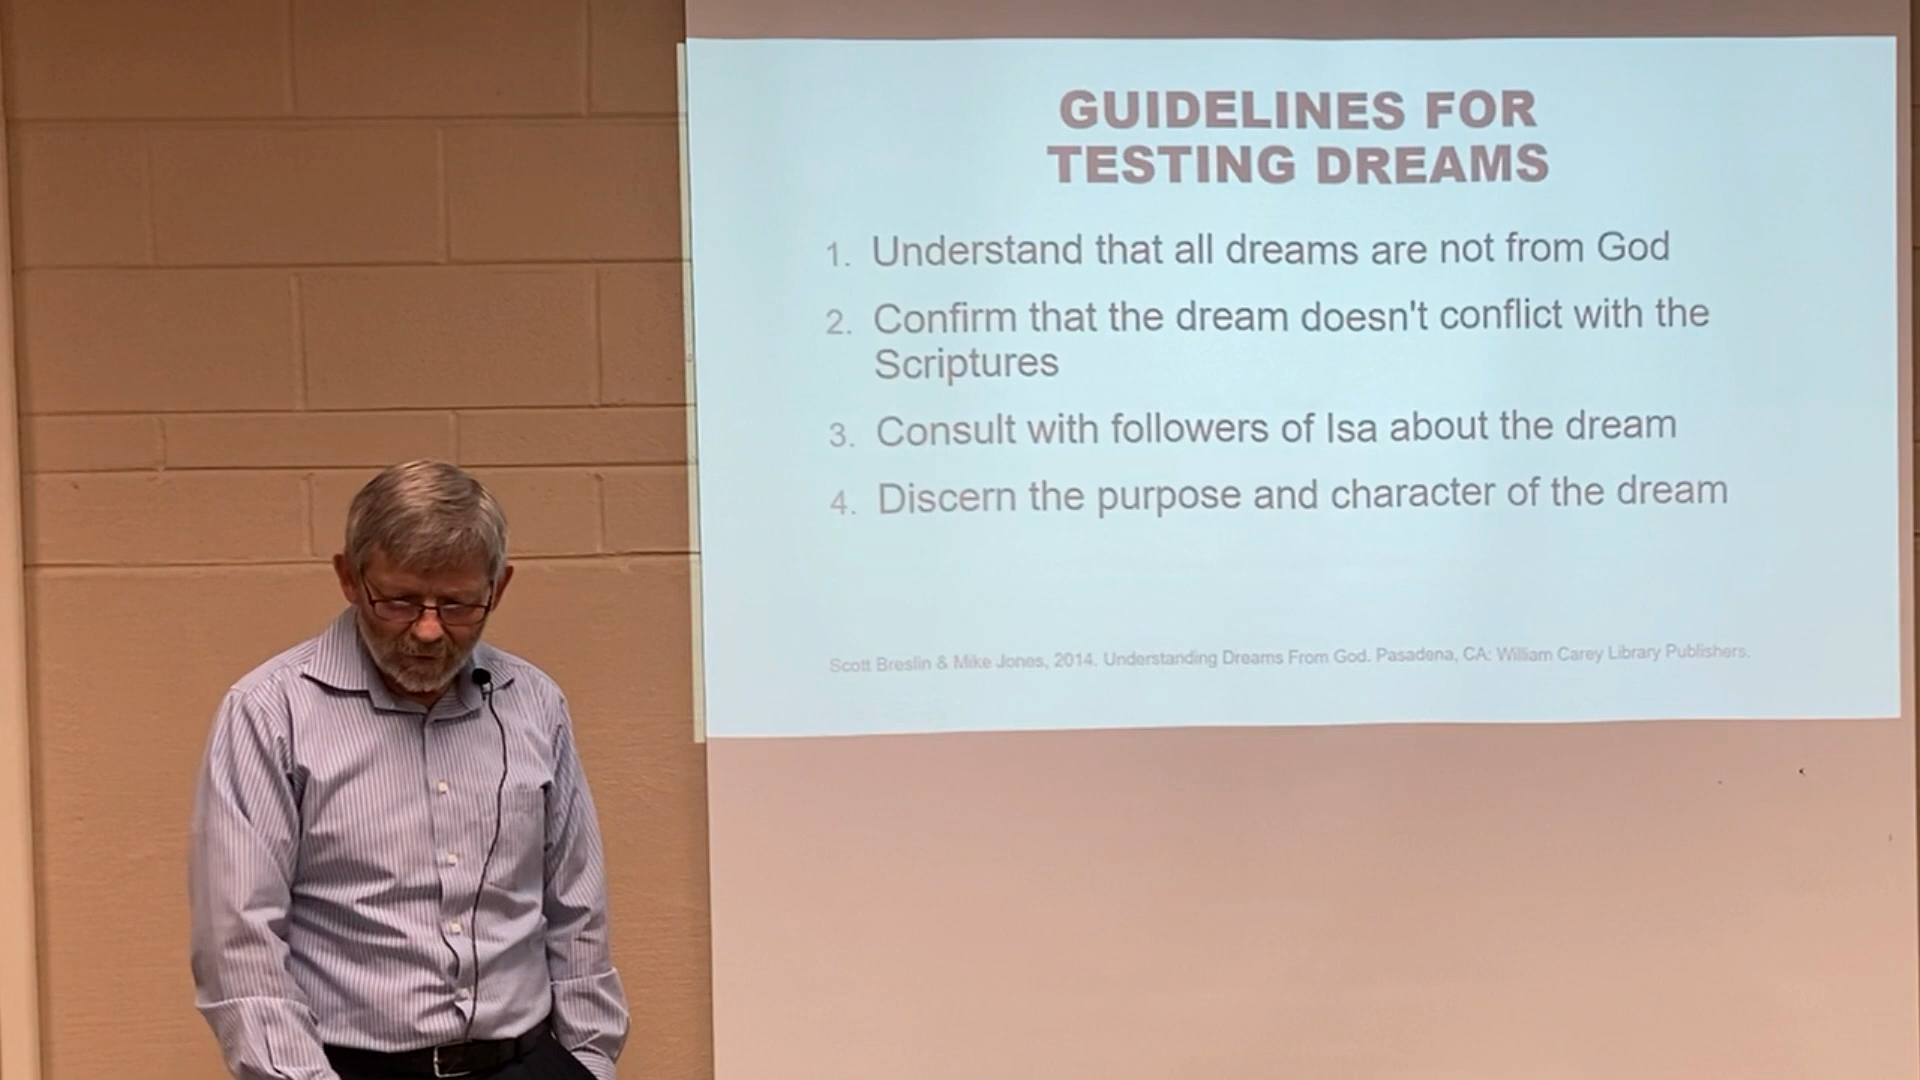 GUIDELINES FOR
TESTING DREAMS
1. Understand that all dreams are not from God
2. Confirm that the dream doesn't conflict with the
Scriptures
3. Consult with followers of Isa about the dream
4. Discern the purpose and character of the dream
Scott Breslin & Mike Jones, 2014. Understanding Dreams From God. Pasadena, CA: William Carey Library Publishers.